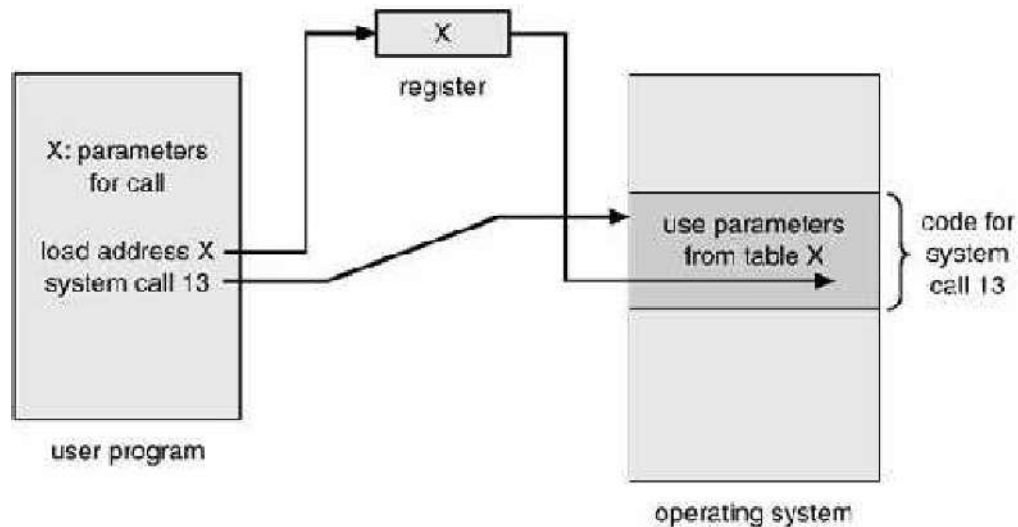 X
register
X: parameters
for call
load address X
system call 13
user program
use parameters
from table X
code for
system
call 13
operating system